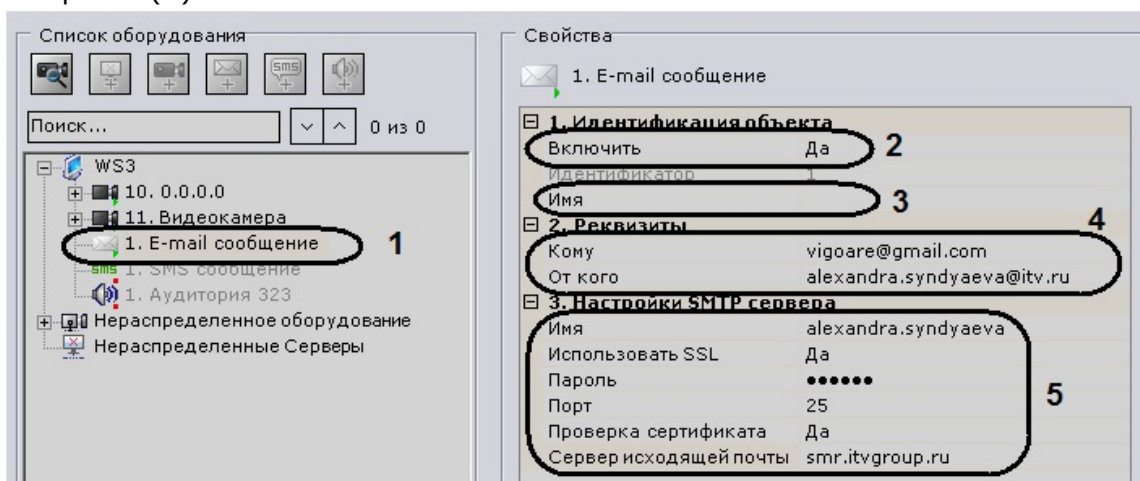 Список оборудования
sms
Поиск...
0 из 0
WS3
10. 0.0.0.0
11. Видеокамера
1. E-mail сообщение
1
sms 1. SMS сообщение
1. Аудитория 323
Нераспределенное оборудование
Нераспределенные Серверы
Свойства
1. E-mail сообщение
1. Идентификация объекта
Включить Да 2
Идентификатор 1
Имя 3
2. Реквизиты 4
Кому vigoare@gmail.com
От кого alexandra.syndyaeva@itv.ru
3. Настройки SMTP сервера
Имя alexandra.syndyaeva
Использовать SSL Да
Пароль ●●●●●●
5
Порт 25
Проверка сертификата Да
Сервер исходящей почты smr.itvgroup.ru